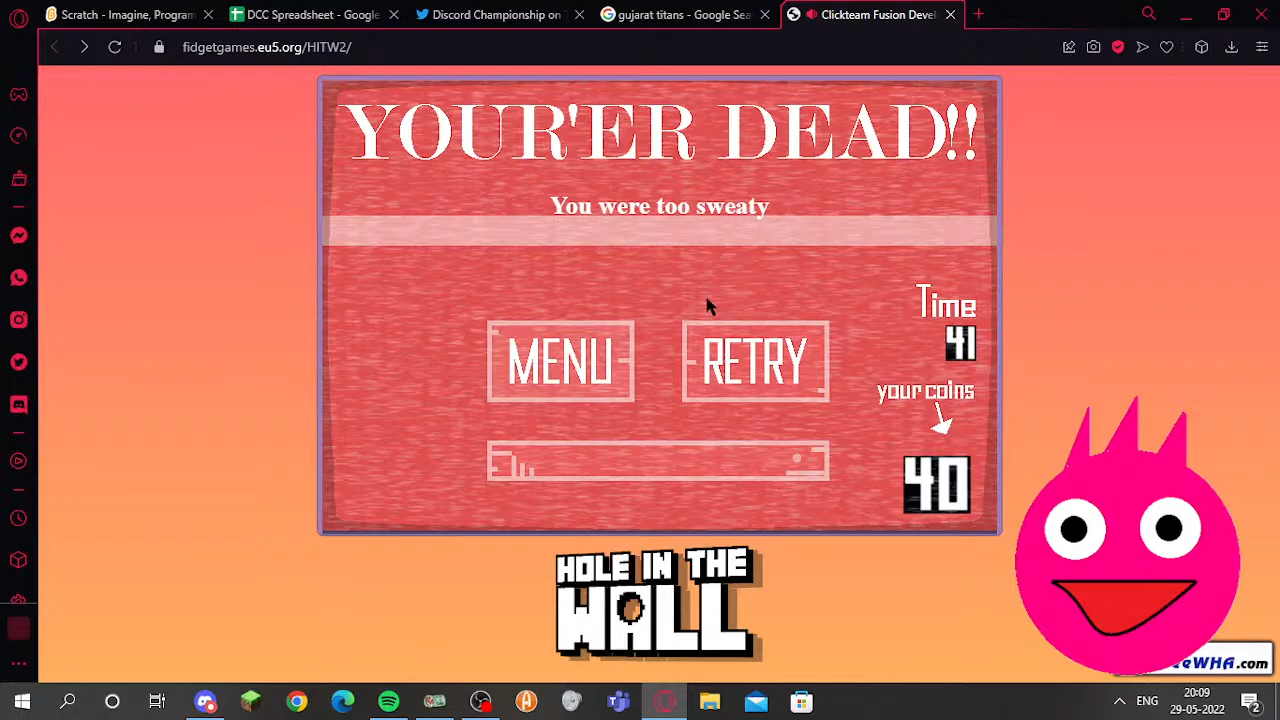 Scratch - Imagine, Program
DCC Spreadsheet - Google
Discord Championship on T
gujarat titans - Google Sea
Clickteam Fusion Devel
fidgetgames.eu5.org/HITW2/
YOUR'ER DEAD!!
You were too sweaty
Time
41
MENU
RETRY
your coins
40
HOLE IN THE
WALL
eWHA.com
ENG
20:09
29-05-2022
2